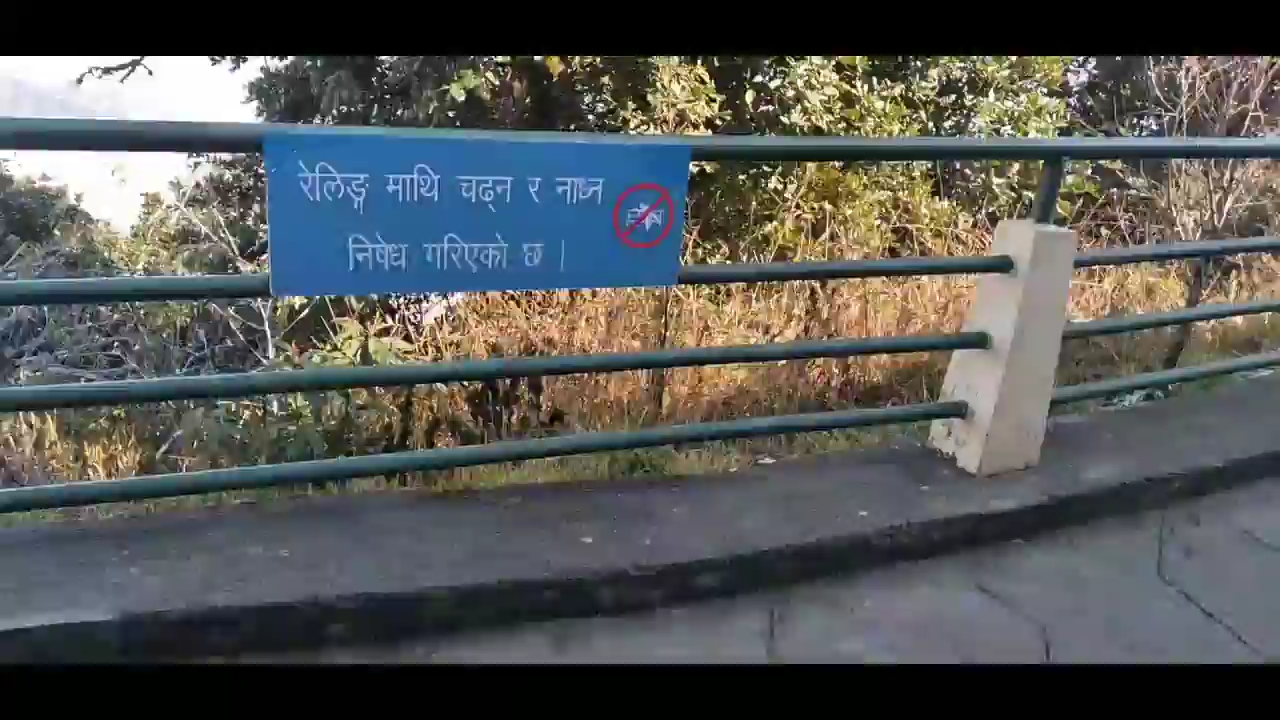 रेलिङ्ग माथि चढ्न र नाघ्न
निषेध गरिएको छ |